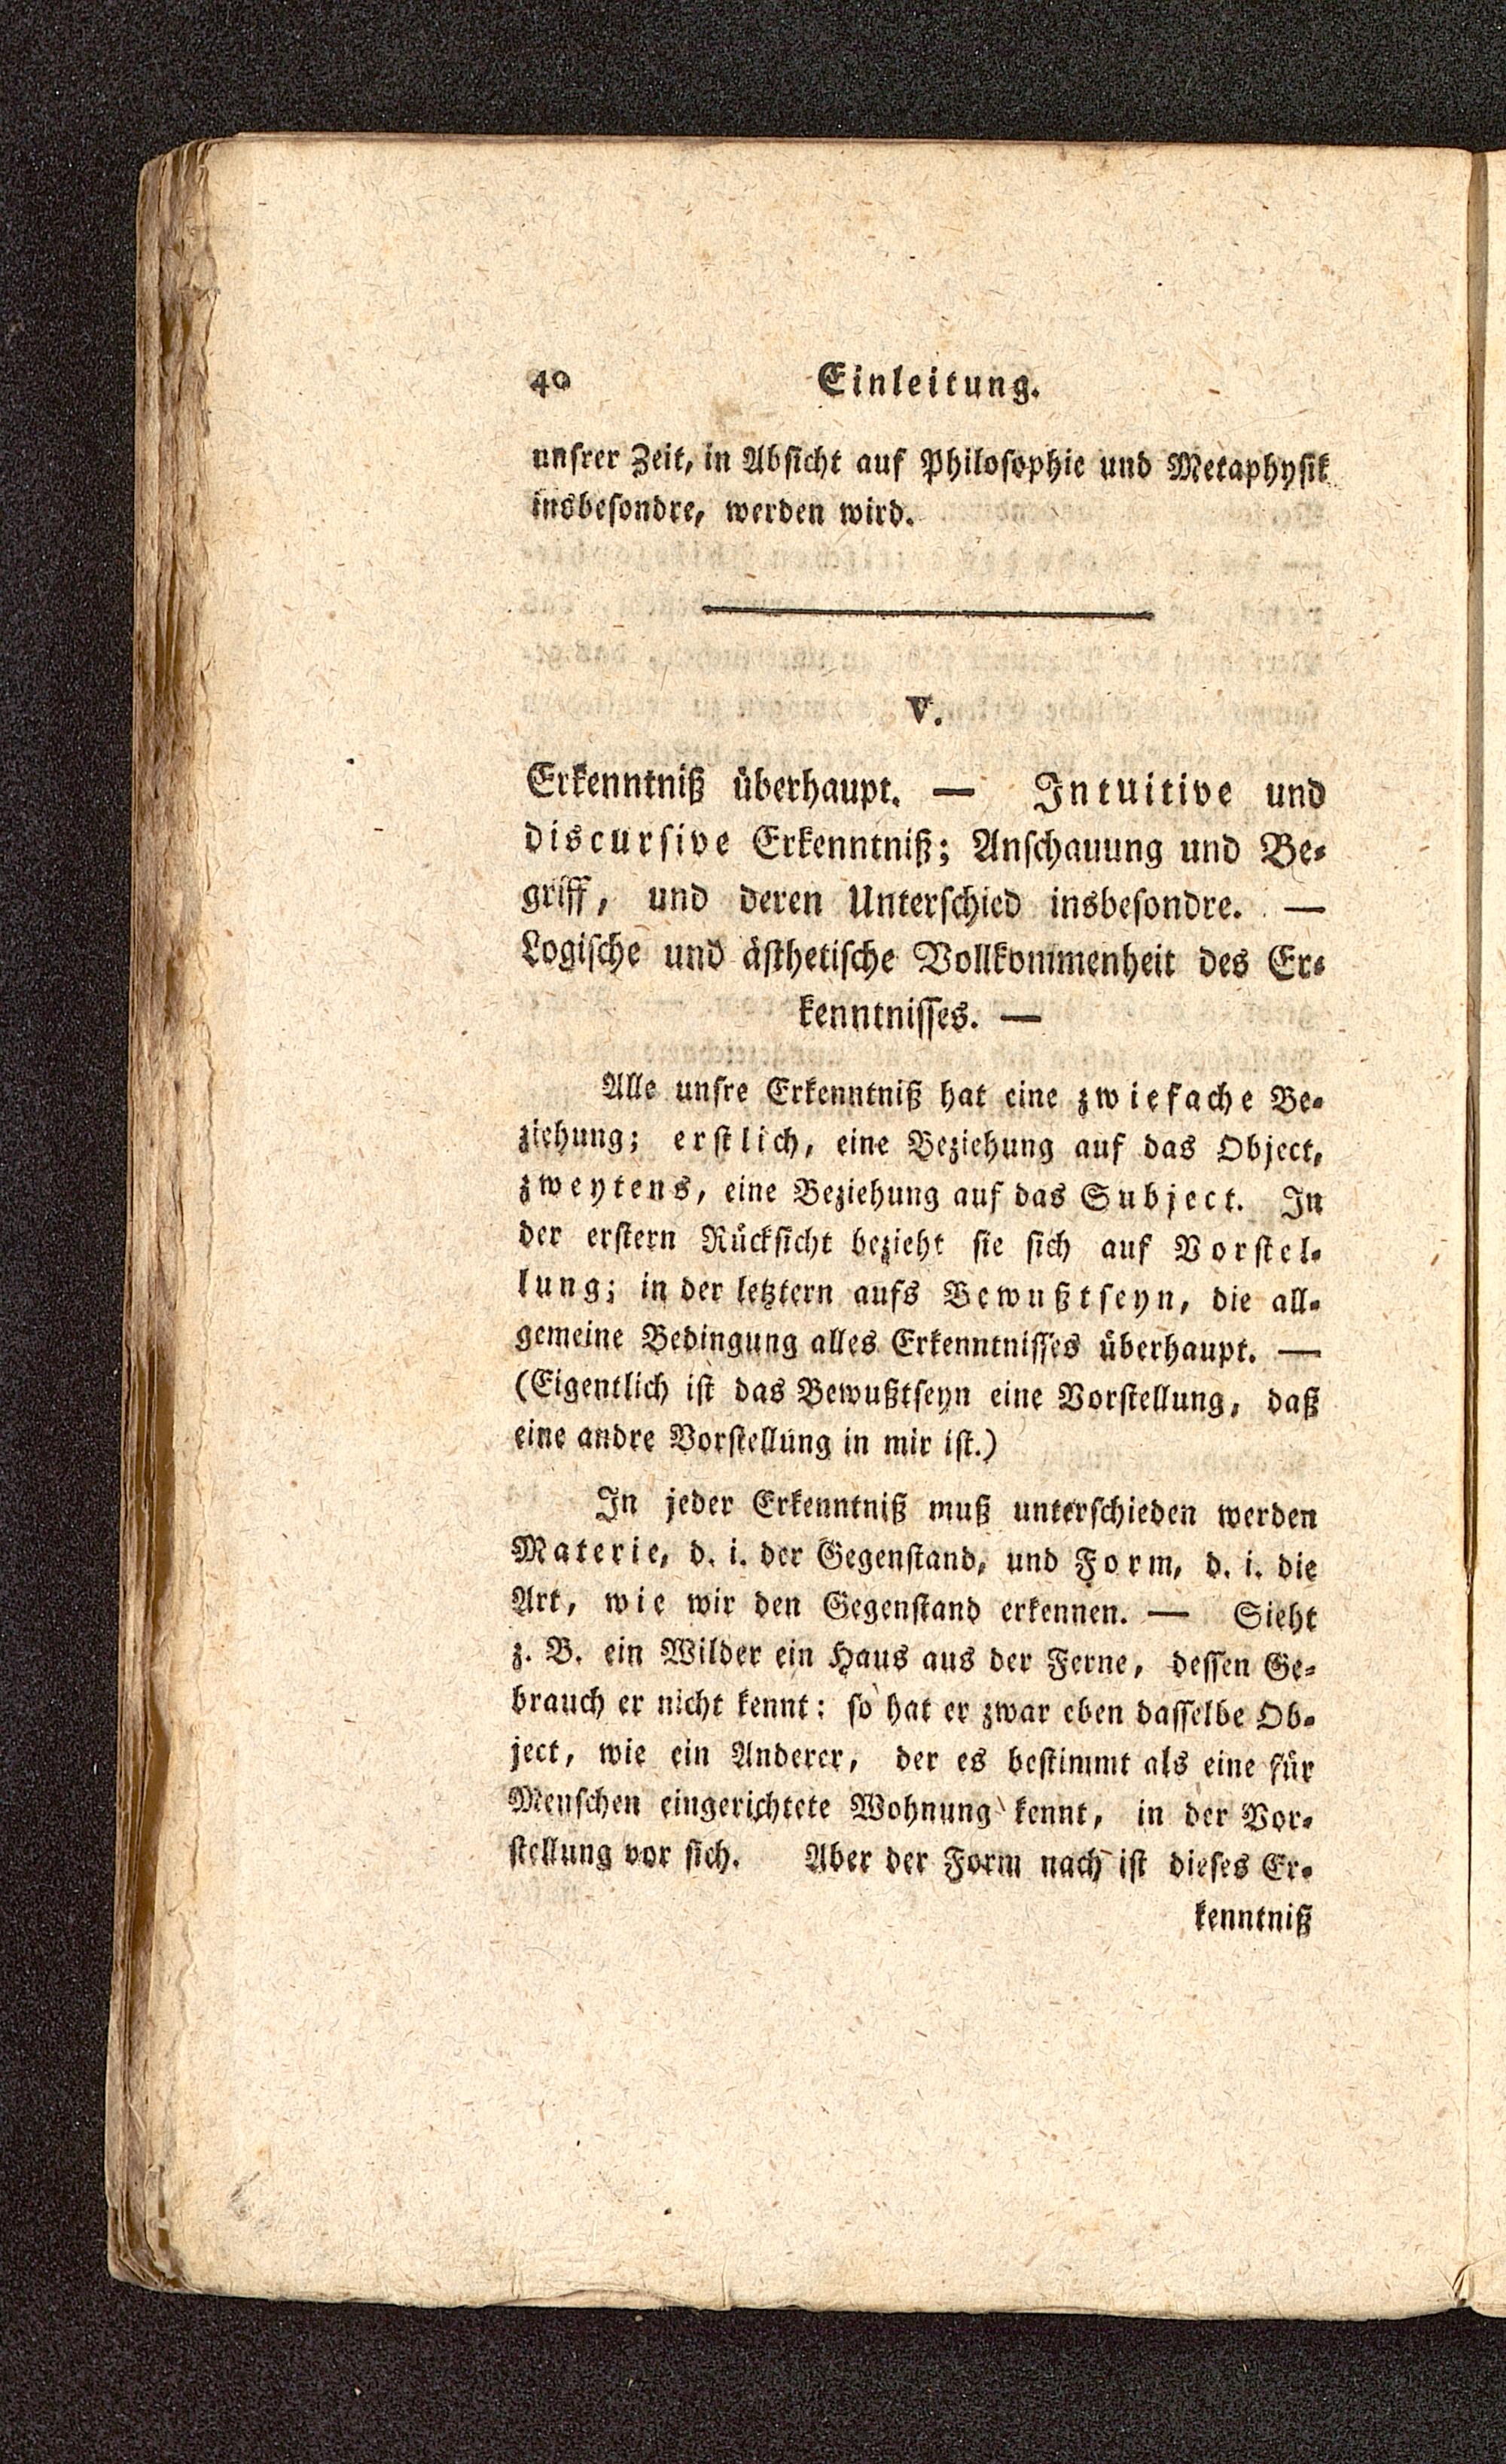 40 Einleitung.
unsrer Zeit, in Absicht auf Philosophie und Metaphysik
insbesondre, werden wird.
V.
Erkenntniß überhaupt. — Intuitive und
discursive Erkenntniß; Anschauung und Be-
griff, und deren Unterschied insbesondre. —
Logische und ästhetische Vollkommenheit des Er-
kenntnisses. —
Alle unsre Erkenntniß hat eine zwiefache Be-
ziehung; erstlich, eine Beziehung auf das Object,
zweytens, eine Beziehung auf das Subject. In
der erstern Rücksicht bezieht sie sich auf Vorstel-
lung; in der letztern aufs Bewußtseyn, die all-
gemeine Bedingung alles Erkenntnisses überhaupt. —
(Eigentlich ist das Bewußtseyn eine Vorstellung, daß
eine andre Vorstellung in mir ist.)
In jeder Erkenntniß muß unterschieden werden
Materie, d. i. der Gegenstand, und Form, d. i. die
Art, wie wir den Gegenstand erkennen. — Sieht
z. B. ein Wilder ein Haus aus der Ferne, dessen Ge-
brauch er nicht kennt: so hat er zwar eben dasselbe Ob-
ject, wie ein Anderer, der es bestimmt als eine für
Menschen eingerichtete Wohnung kennt, in der Vor-
stellung vor sich. Aber der Form nach ist dieses Er-
kenntniß